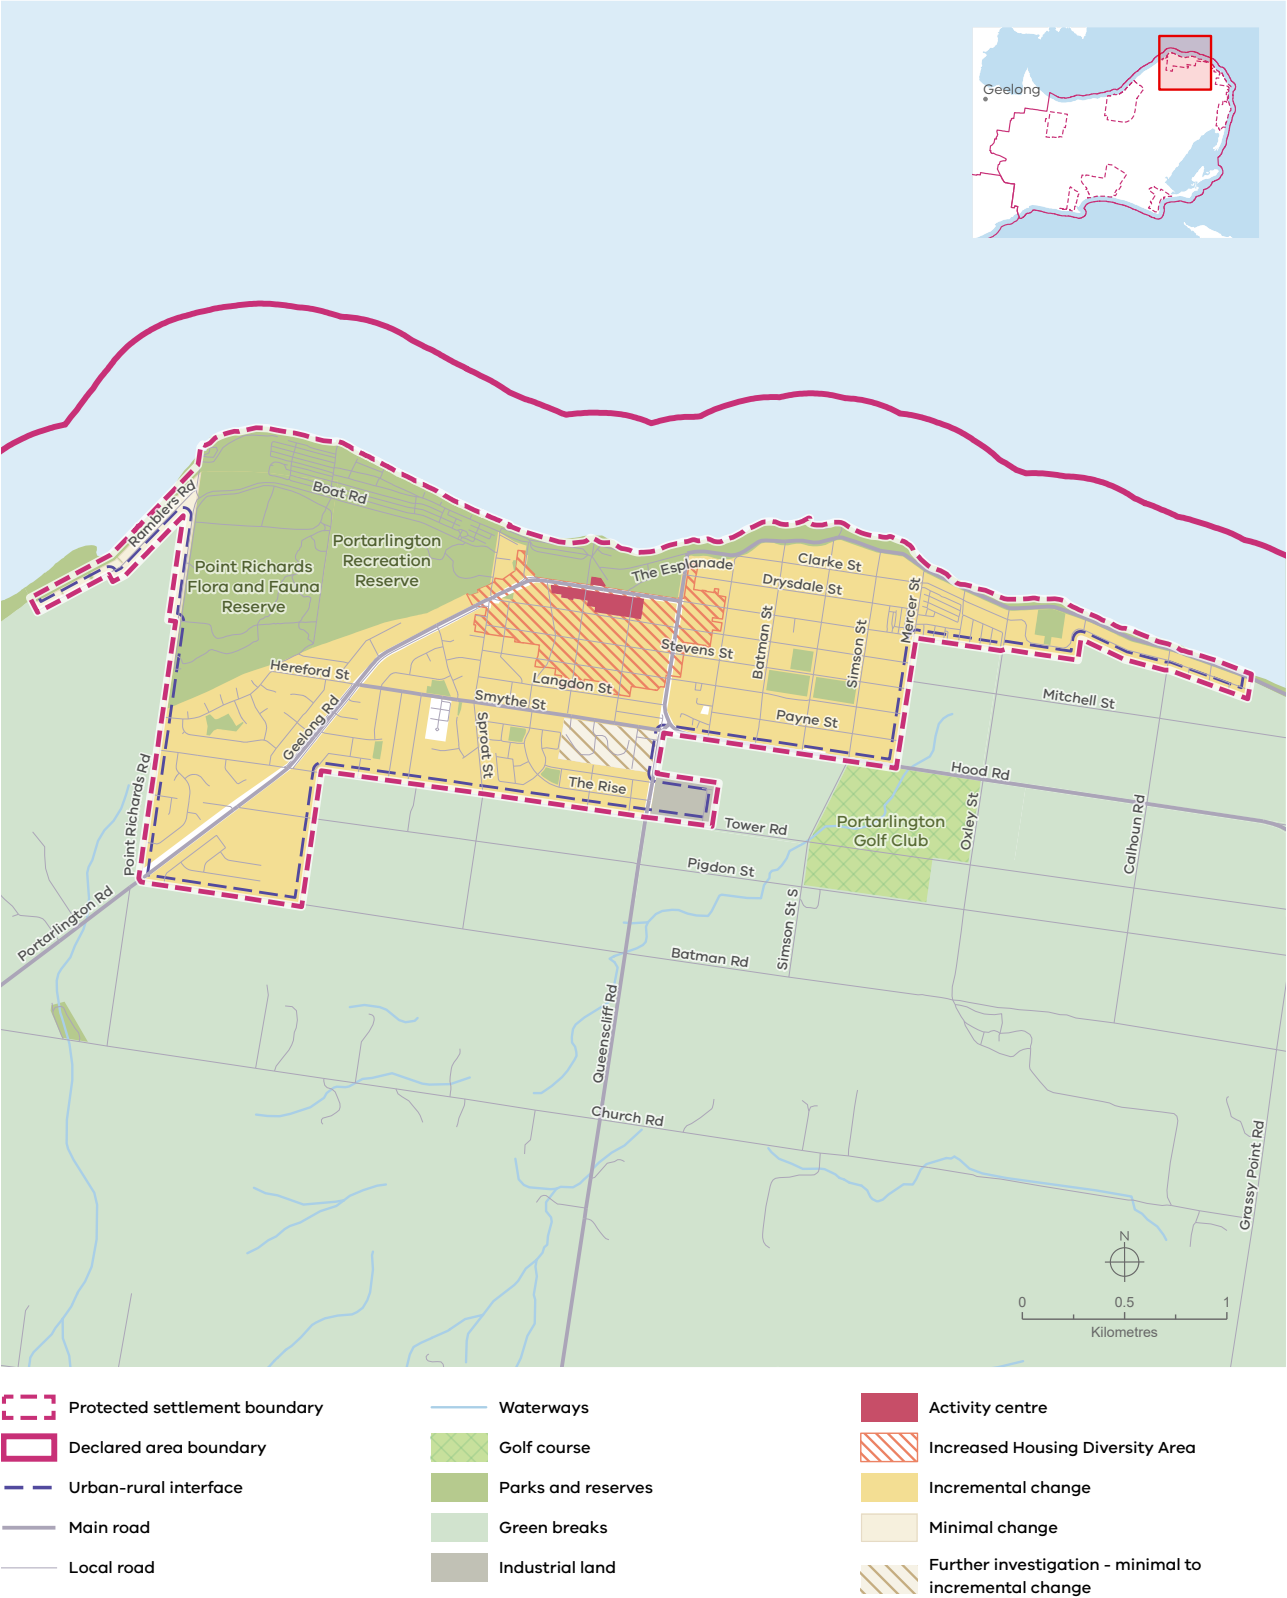 Geelong
Boat Rd
Ramblers Rd
Portarlington
Recreation
Reserve
Point Richards
Flora and Fauna
Reserve
The Esplanade
Clarke St
Drysdale St
Mercer St
Batman St
Simson St
Stevens St
Hereford St
Langdon St
Smythe St
Mitchell St
Geelong Rd
Sproat St
Payne St
Hood Rd
The Rise
Point Richards Rd
Oxley St
Calhoun Rd
Portarlington
Golf Club
Tower Rd
Pigdon St
Portarlington Rd
Simson St S
Batman Rd
Queenscliff Rd
Church Rd
Grassy Point Rd
N
0 0.5 1
Kilometres
Protected settlement boundary
Declared area boundary
Urban-rural interface
Main road
Local road
Waterways
Golf course
Parks and reserves
Green breaks
Industrial land
Activity centre
Increased Housing Diversity Area
Incremental change
Minimal change
Further investigation - minimal to
incremental change